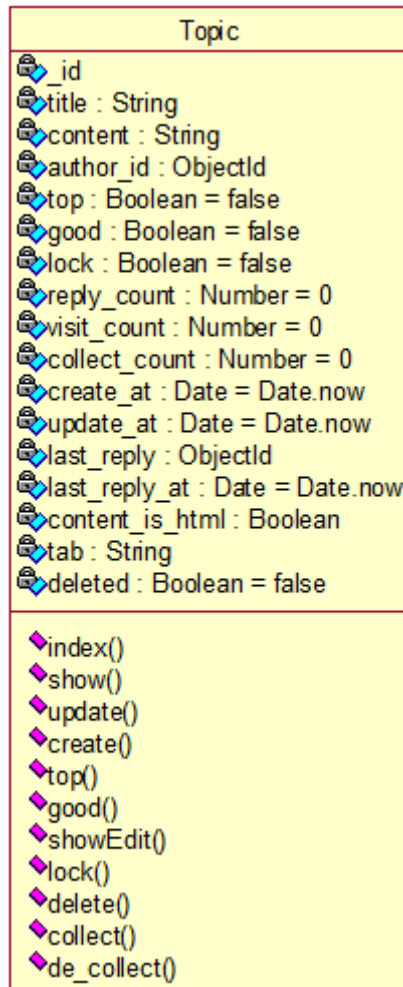 Topic
_id
title : String
content : String
author_id : ObjectId
top : Boolean = false
good : Boolean = false
lock : Boolean = false
reply_count : Number = 0
visit_count : Number = 0
collect_count : Number = 0
create_at : Date = Date.now
update_at : Date = Date.now
last_reply : ObjectId
last_reply_at : Date = Date.now
content_is_html : Boolean
tab : String
deleted : Boolean = false
index()
show()
update()
create()
top()
good()
showEdit()
lock()
delete()
collect()
de_collect()